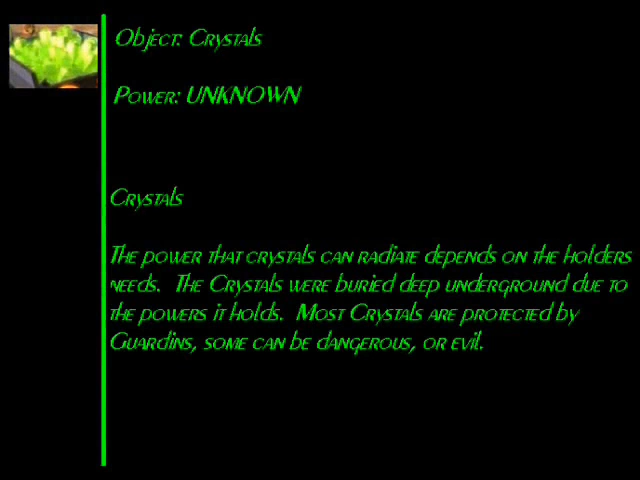 Object: Crystals
Power: UNKNOWN
Crystals
The power that crystals can radiate depends on the holders
needs. The Crystals were buried deep underground due to
the powers it holds. Most Crystals are protected by
Guardins, some can be dangerous, or evil.